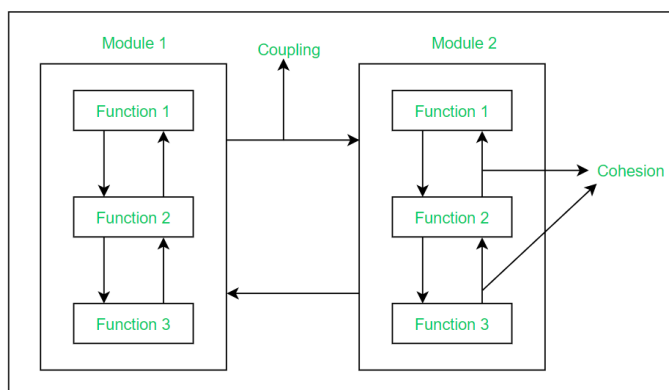 Module 1
Coupling
Module 2
Function 1
Function 2
Function 3
Function 1
Function 2
Function 3
Cohesion